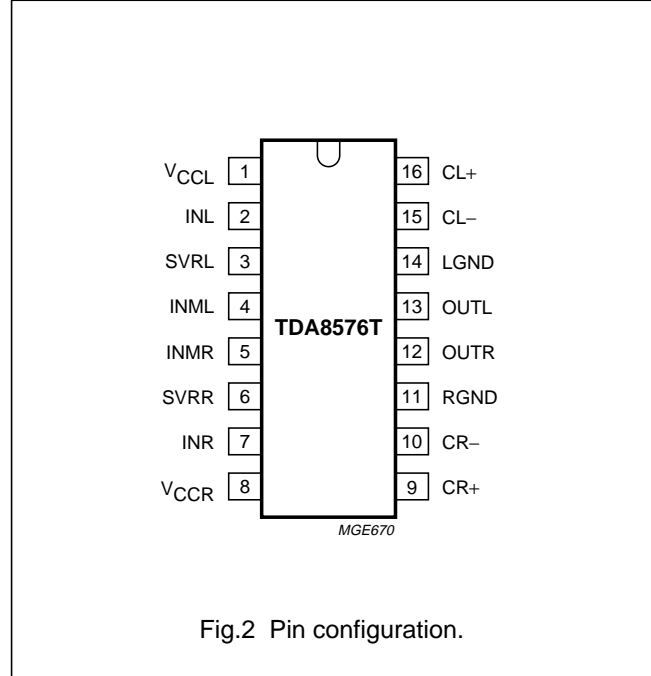 V_CCL 1 16 CL+
INL 2 15 CL−
SVRL 3 14 LGND
INML 4 13 OUTL
TDA8576T
INMR 5 12 OUTR
SVRR 6 11 RGND
INR 7 10 CR−
V_CCR 8 9 CR+
MGE670
Fig.2 Pin configuration.